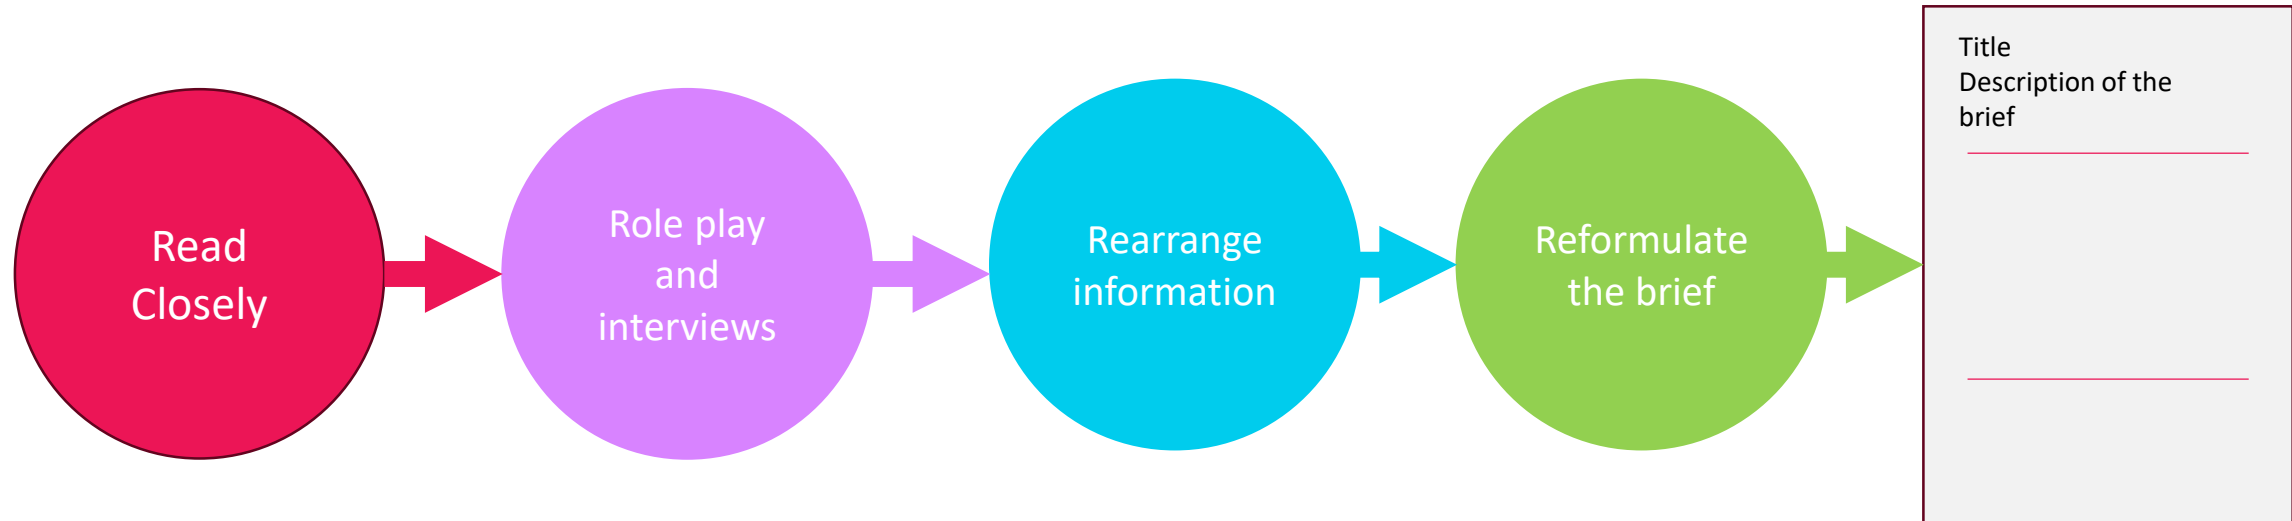 Read
Closely
Role play
and
interviews
Rearrange
information
Reformulate
the brief
Title
Description of the
brief